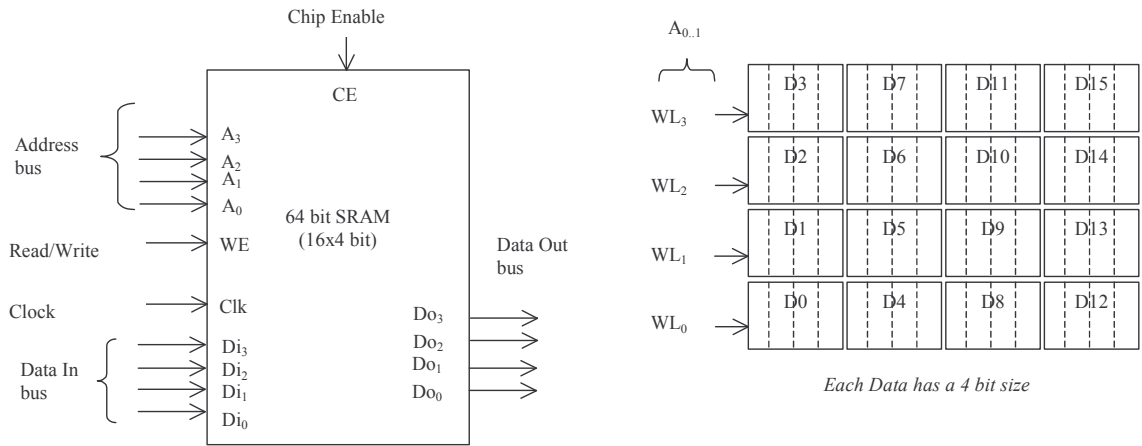 Chip Enable
CE
Address
bus
A₃
A₂
A₁
A₀
64 bit SRAM
(16x4 bit)
Read/Write
WE
Clock
Clk
Data In
bus
Di₃
Di₂
Di₁
Di₀
Data Out
bus
Do₃
Do₂
Do₁
Do₀
A₀..₁
WL₃ D3 D7 D11 D15
WL₂ D2 D6 D10 D14
WL₁ D1 D5 D9 D13
WL₀ D0 D4 D8 D12
Each Data has a 4 bit size